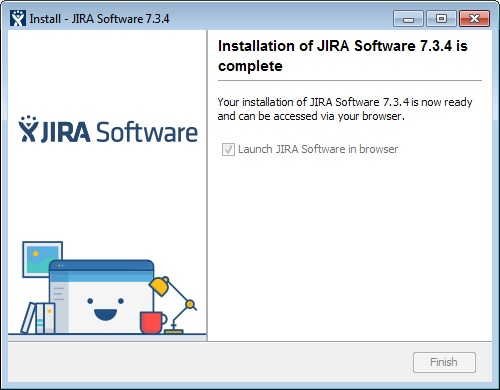 Install - JIRA Software 7.3.4
Installation of JIRA Software 7.3.4 is
complete
Your installation of JIRA Software 7.3.4 is now ready
and can be accessed via your browser.
Launch JIRA Software in browser
JIRA Software
Finish